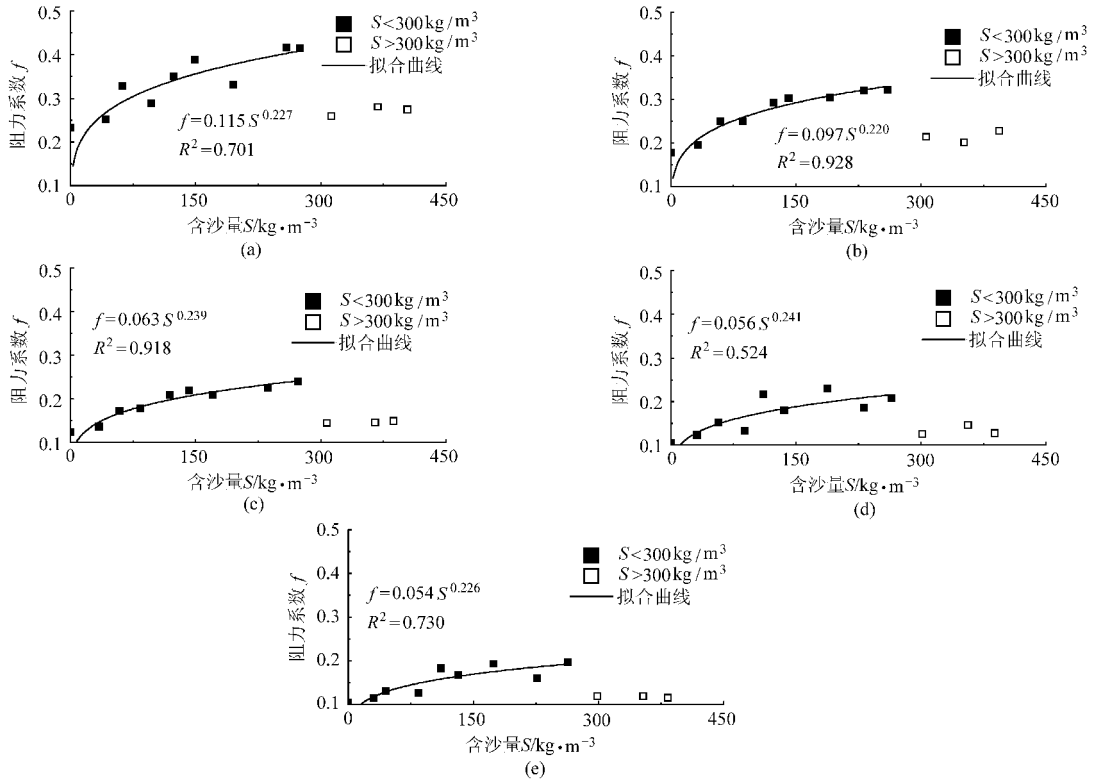 0.5
0.4
0.3
0.2
0.1
阻力系数 f
S<300kg/m³
S>300kg/m³
拟合曲线
f=0.115 S^0.227
R²=0.701
0 150 300 450
含沙量S/kg•m⁻³
(a)
0.5
0.4
0.3
0.2
0.1
阻力系数 f
S<300kg/m³
S>300kg/m³
拟合曲线
f=0.097 S^0.220
R²=0.928
0 150 300 450
含沙量S/kg•m⁻³
(b)
0.5
0.4
0.3
0.2
0.1
阻力系数 f
S<300kg/m³
S>300kg/m³
拟合曲线
f=0.063 S^0.239
R²=0.918
0 150 300 450
含沙量S/kg•m⁻³
(c)
0.5
0.4
0.3
0.2
0.1
阻力系数 f
S<300kg/m³
S>300kg/m³
拟合曲线
f=0.056 S^0.241
R²=0.524
0 150 300 450
含沙量S/kg•m⁻³
(d)
0.5
0.4
0.3
0.2
0.1
阻力系数 f
S<300kg/m³
S>300kg/m³
拟合曲线
f=0.054 S^0.226
R²=0.730
0 150 300 450
含沙量S/kg•m⁻³
(e)